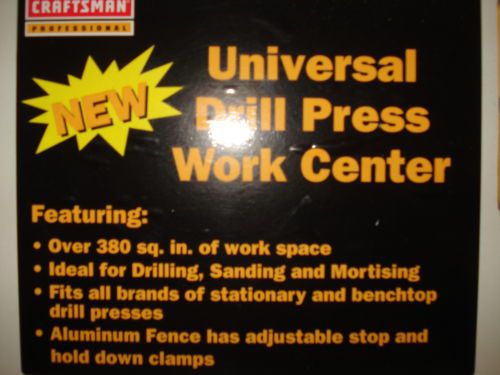 CRAFTSMAN
PROFESSIONAL
NEW
Universal
Drill Press
Work Center
Featuring:
• Over 380 sq. in. of work space
• Ideal for Drilling, Sanding and Mortising
• Fits all brands of stationary and benchtop
drill presses
• Aluminum Fence has adjustable stop and
hold down clamps